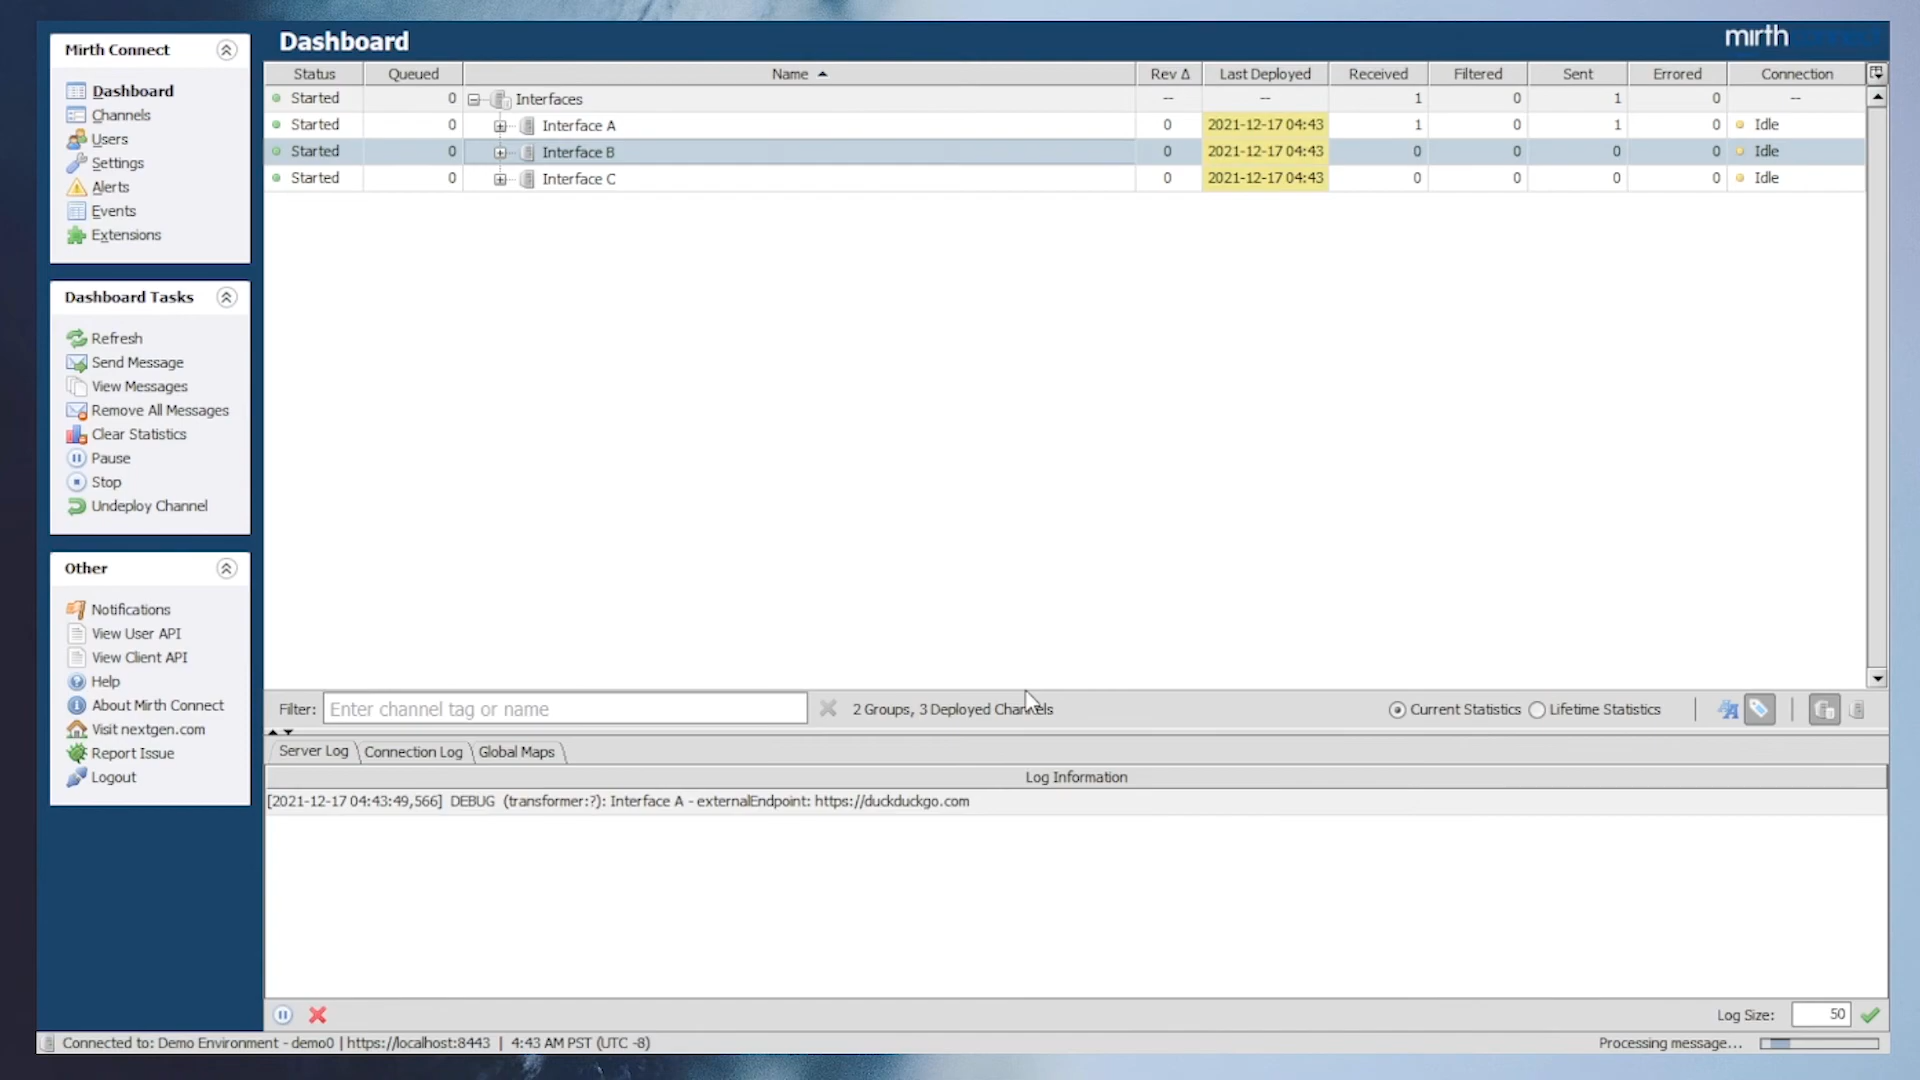 Mirth Connect
Dashboard
Channels
Users
Settings
Alerts
Events
Extensions
Dashboard Tasks
Refresh
Send Message
View Messages
Remove All Messages
Clear Statistics
Pause
Stop
Undeploy Channel
Other
Notifications
View User API
View Client API
Help
About Mirth Connect
Visit nextgen.com
Report Issue
Logout
Dashboard
mirth connect
Status Queued Name Rev Δ Last Deployed Received Filtered Sent Errored Connection
Started 0 Interfaces -- -- 1 0 1 0 --
Started 0 Interface A 0 2021-12-17 04:43 1 0 1 0 Idle
Started 0 Interface B 0 2021-12-17 04:43 0 0 0 0 Idle
Started 0 Interface C 0 2021-12-17 04:43 0 0 0 0 Idle
Filter: Enter channel tag or name 2 Groups, 3 Deployed Channels Current Statistics Lifetime Statistics
Server Log Connection Log Global Maps
Log Information
[2021-12-17 04:43:49,566] DEBUG (transformer:?): Interface A - externalEndpoint: https://duckduckgo.com
Log Size: 50
Connected to: Demo Environment - demo0 | https://localhost:8443 | 4:43 AM PST (UTC -8) Processing message...